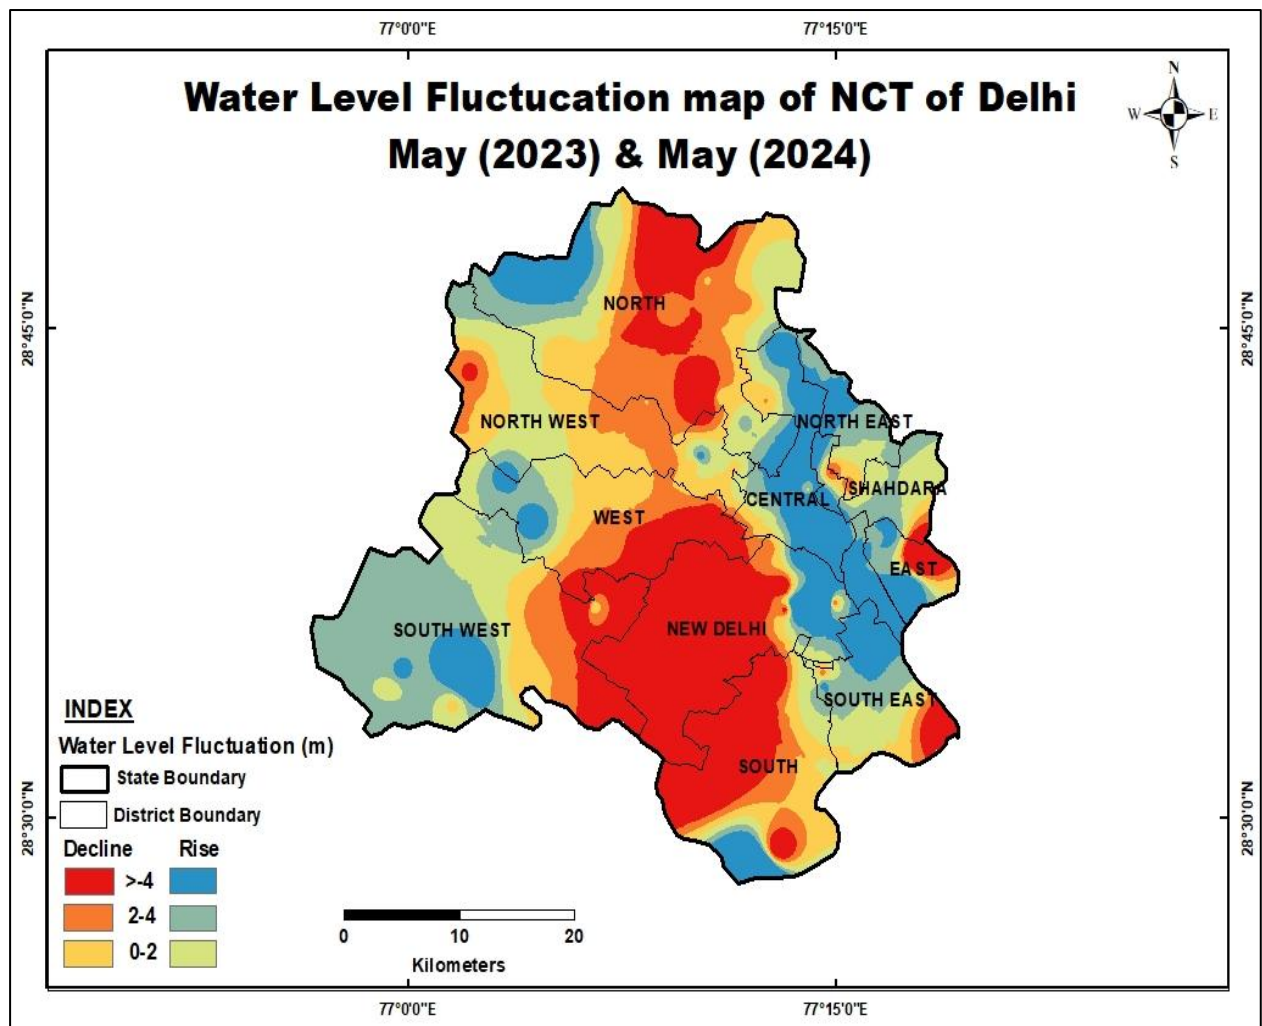 77°0'0"E 77°15'0"E
Water Level Fluctucation map of NCT of Delhi
May (2023) & May (2024)
N
W E
S
28°45'0"N 28°45'0"N
NORTH
NORTH WEST NORTH EAST
CENTRAL SHAHDARA
WEST
EAST
SOUTH WEST NEW DELHI
SOUTH EAST
SOUTH
28°30'0"N 28°30'0"N
INDEX
Water Level Fluctuation (m)
State Boundary
District Boundary
Decline Rise
>-4
2-4
0-2
0 10 20
Kilometers
77°0'0"E 77°15'0"E